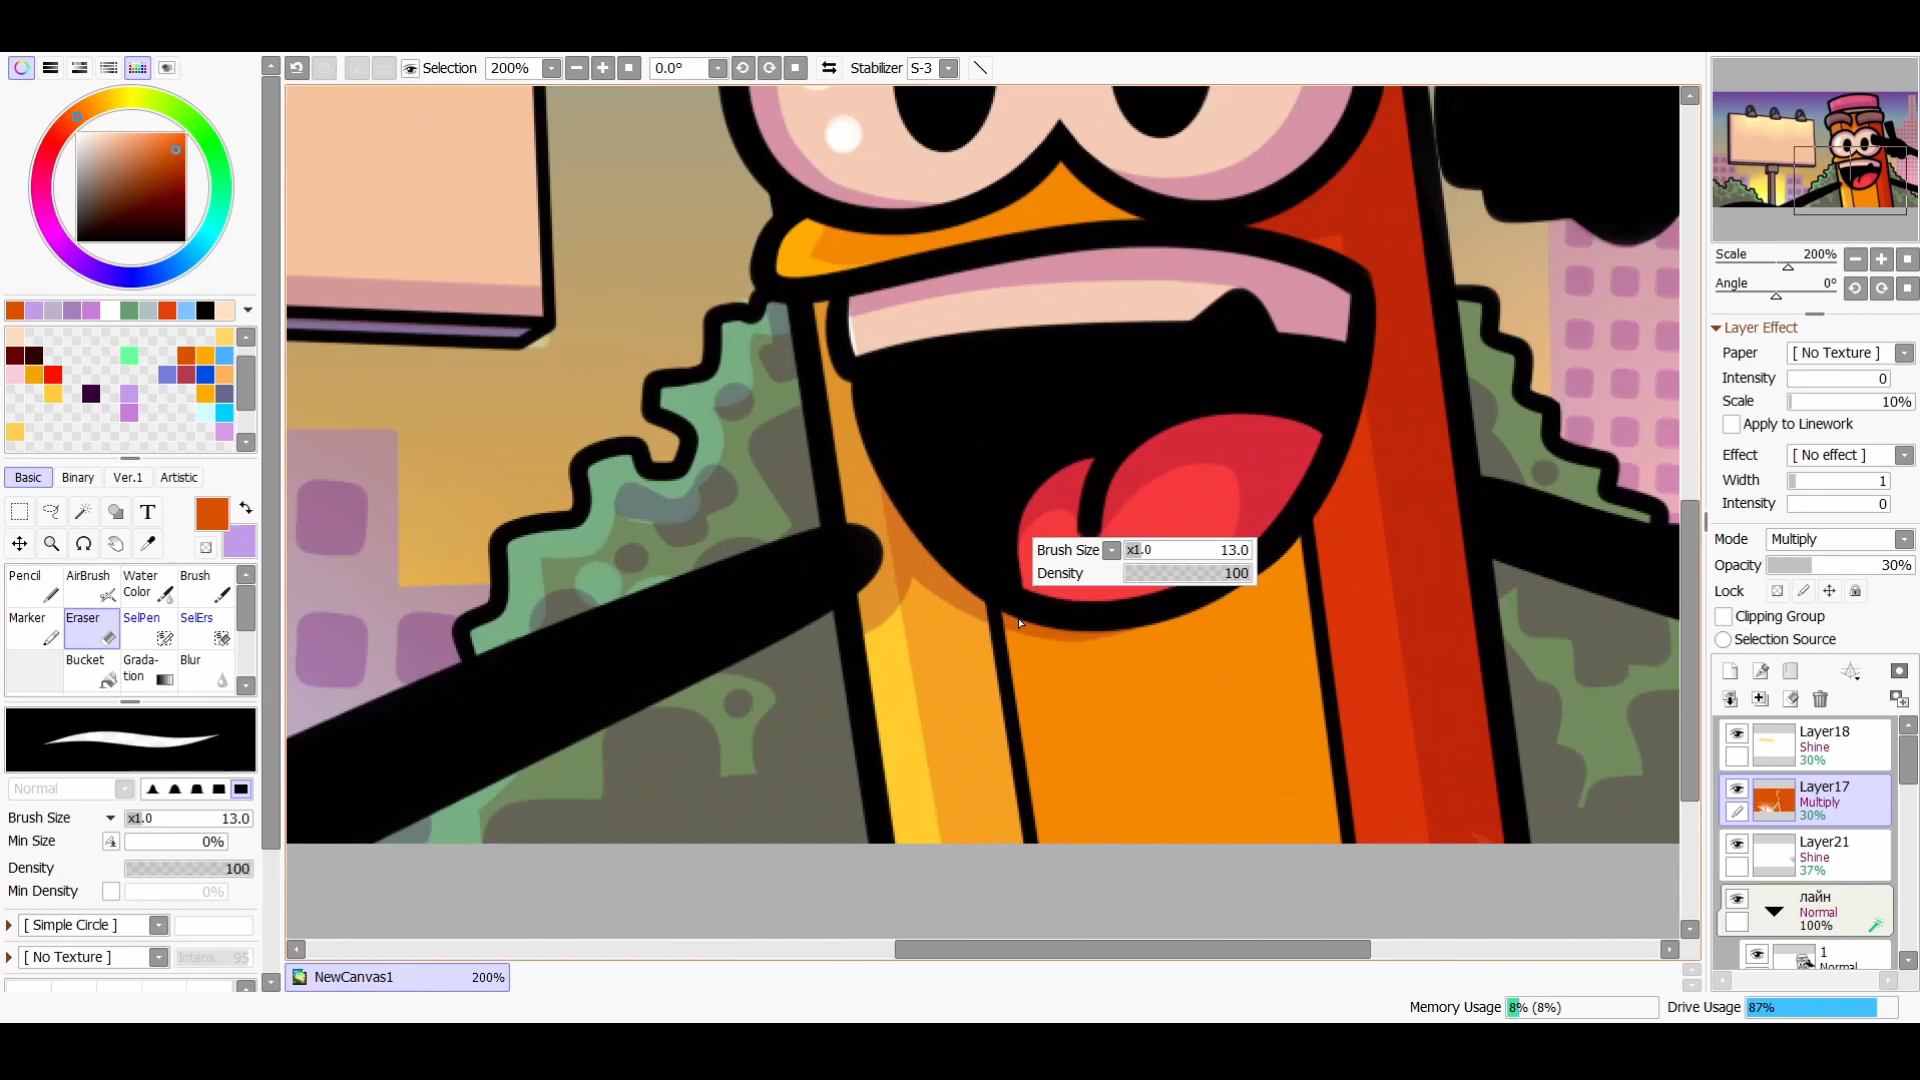 Selection 200% 0.0° Stabilizer S-3
Scale 200%
Angle 0°
Layer Effect
Paper [ No Texture ]
Intensity 0
Scale 10%
Apply to Linework
Effect [ No effect ]
Width 1
Intensity 0
Mode Multiply
Opacity 30%
Lock
Clipping Group
Selection Source
Layer18
Shine
30%
Layer17
Multiply
30%
Layer21
Shine
37%
лайн
Normal
100%
1
Normal
Basic Binary Ver.1 Artistic
T
Pencil AirBrush Water Color Brush
Marker Eraser SelPen SelErs
Bucket Grada-tion Blur
Normal
Brush Size x1.0 13.0
Min Size 0%
Density 100
Min Density 0%
[ Simple Circle ]
[ No Texture ] Intens. 95
Brush Size x1.0 13.0
Density 100
NewCanvas1 200%
Memory Usage 8% (8%) Drive Usage 87%